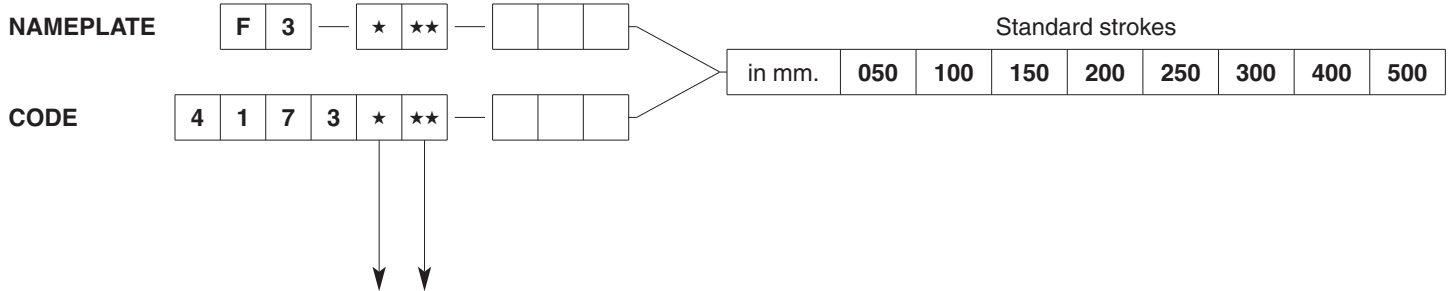 NAMEPLATE F 3 — ★ ★★ —
Standard strokes
in mm. 050 100 150 200 250 300 400 500
CODE 4 1 7 3 ★ ★★ —